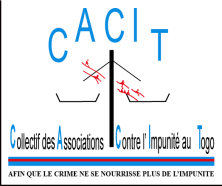 CACIT
Collectif des Associations Contre l'Impunité au Togo
AFIN QUE LE CRIME NE SE NOURRISSE PLUS DE L'IMPUNITE